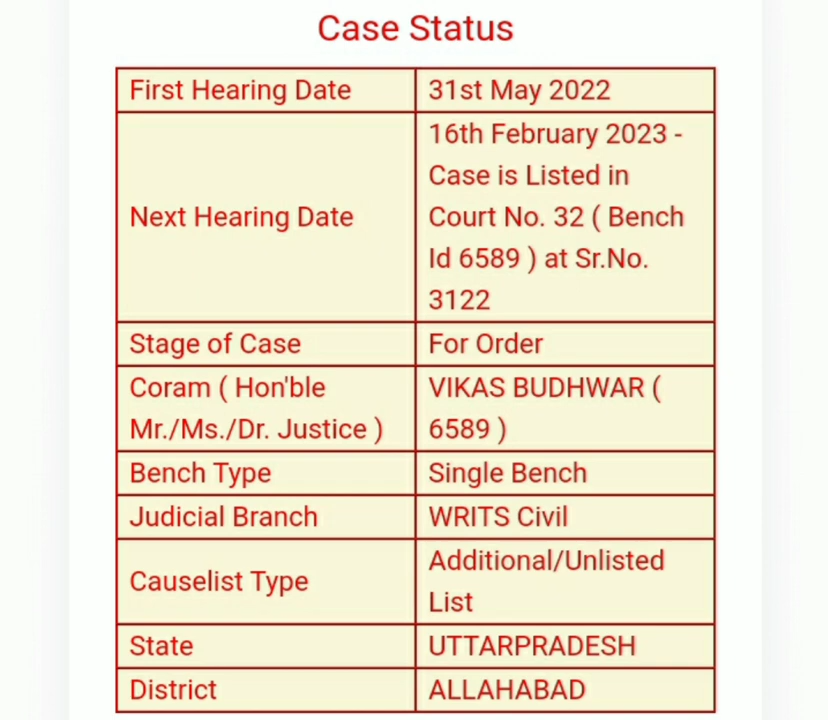 Case Status
First Hearing Date
31st May 2022
Next Hearing Date
16th February 2023 -
Case is Listed in
Court No. 32 ( Bench
Id 6589 ) at Sr.No.
3122
Stage of Case
For Order
Coram ( Hon'ble
Mr./Ms./Dr. Justice )
VIKAS BUDHWAR (
6589 )
Bench Type
Single Bench
Judicial Branch
WRITS Civil
Causelist Type
Additional/Unlisted
List
State
UTTARPRADESH
District
ALLAHABAD